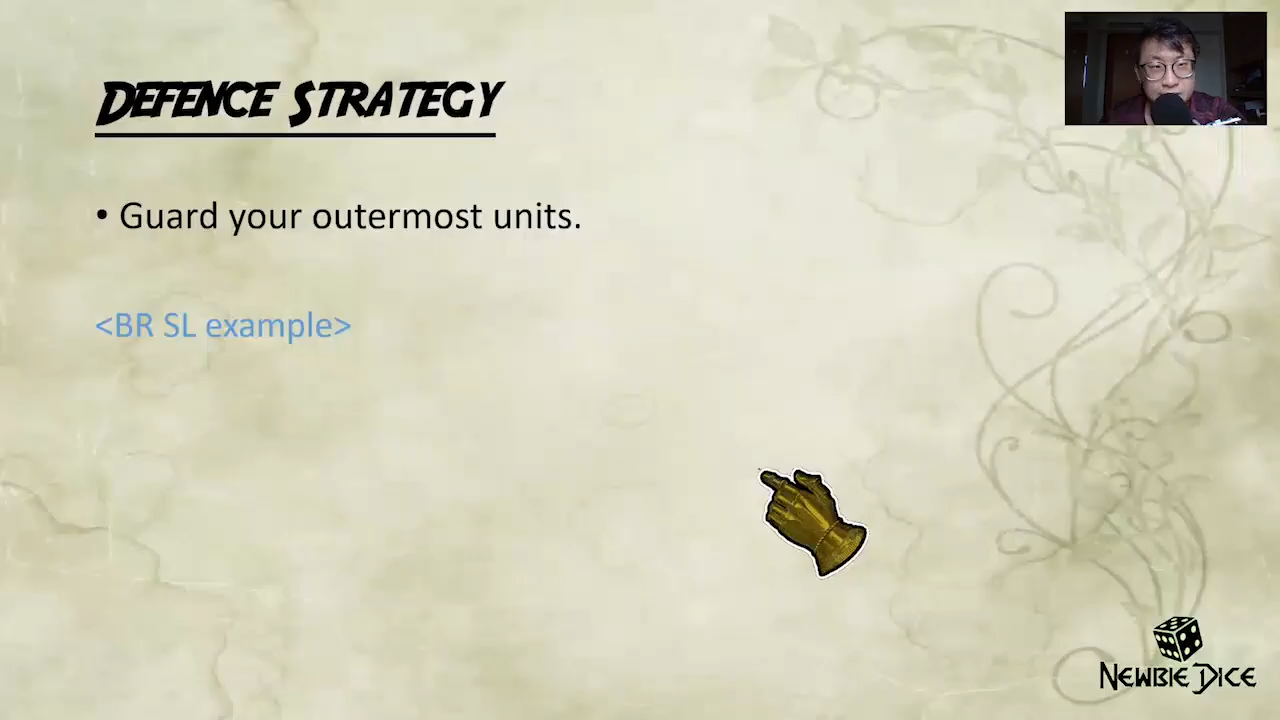 Defence Strategy
• Guard your outermost units.
<BR SL example>
Newbie Dice